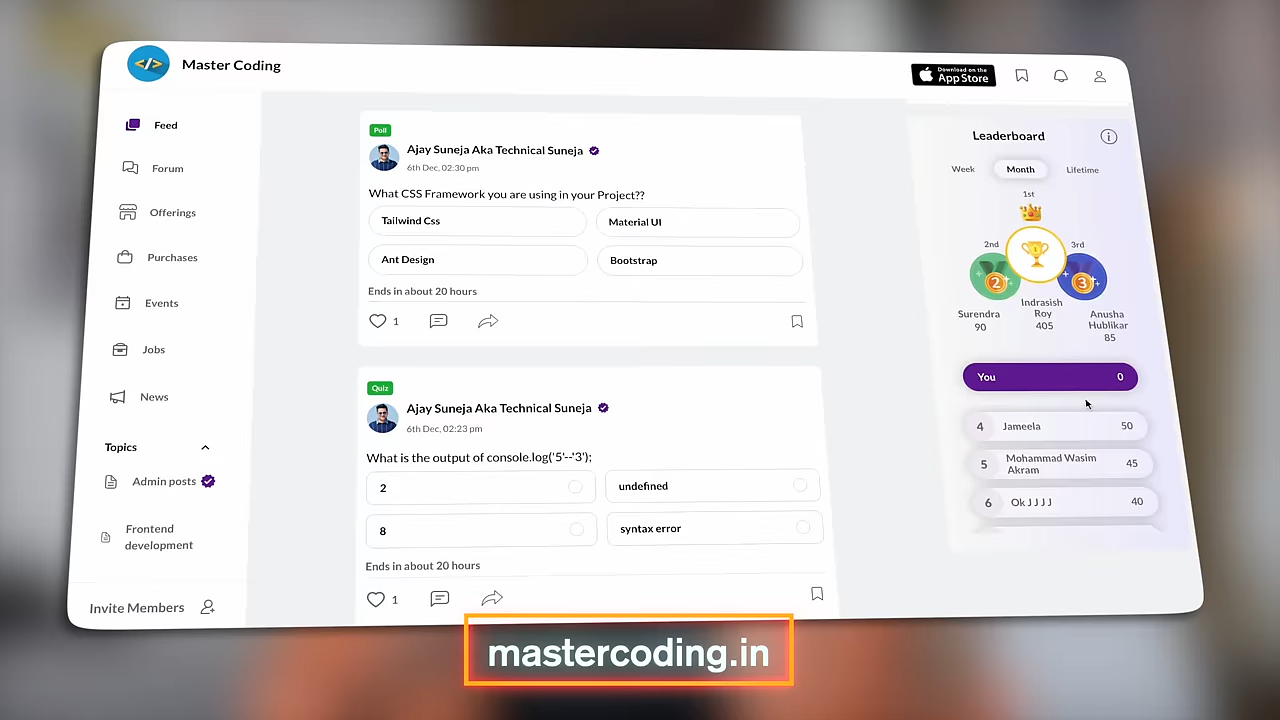 Master Coding
Download on the
App Store
Feed
Forum
Offerings
Purchases
Events
Jobs
News
Topics
Admin posts
Frontend
development
Invite Members
Poll
Ajay Suneja Aka Technical Suneja
6th Dec, 02:30 pm
What CSS Framework you are using in your Project??
Tailwind Css
Material UI
Ant Design
Bootstrap
Ends in about 20 hours
1
Quiz
Ajay Suneja Aka Technical Suneja
6th Dec, 02:23 pm
What is the output of console.log('5'--'3');
2
undefined
8
syntax error
Ends in about 20 hours
1
Leaderboard
Week
Month
Lifetime
1st
2nd
3rd
1
2
3
Surendra
90
Indrasish
Roy
405
Anusha
Hublikar
85
You 0
4 Jameela 50
5 Mohammad Wasim
Akram 45
6 Ok J J J J 40
mastercoding.in